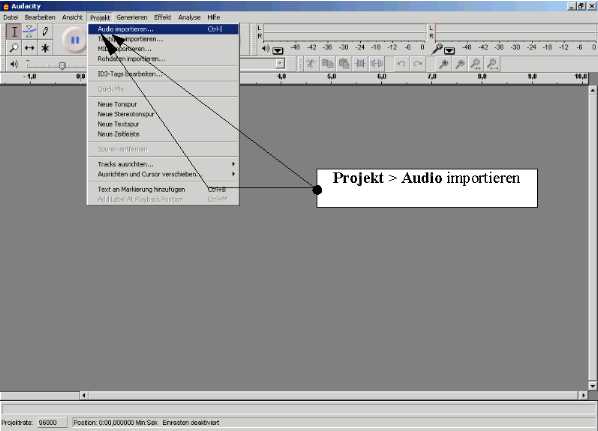 Audacity
Datei Bearbeiten Ansicht Projekt Generieren Effekt Analyse Hilfe
Audio importieren... Ctrl+I
importieren...
importieren...
Rohdaten importieren...
ID3-Tags bearbeiten...
Quick Mix
Neue Tonspur
Neue Stereotonspur
Neue Textspur
Neue Zeitleiste
Spuren entfernen
Tracks ausrichten...
Ausrichten und Cursor verschieben...
Text an Markierung hinzufügen Ctrl+B
Add Label At Playback Position Ctrl+M
L
R
-48 -42 -36 -30 -24 -18 -12 -6 0
L
R
-48 -42 -36 -30 -24 -18 -12 -6 0
-1,0 0,0 4,0 5,0 6,0 7,0 8,0 9,0 10,0
Projekt > Audio importieren
Projektrate: 96000 Position: 0:00,000000 Min:Sek Einrasten deaktiviert